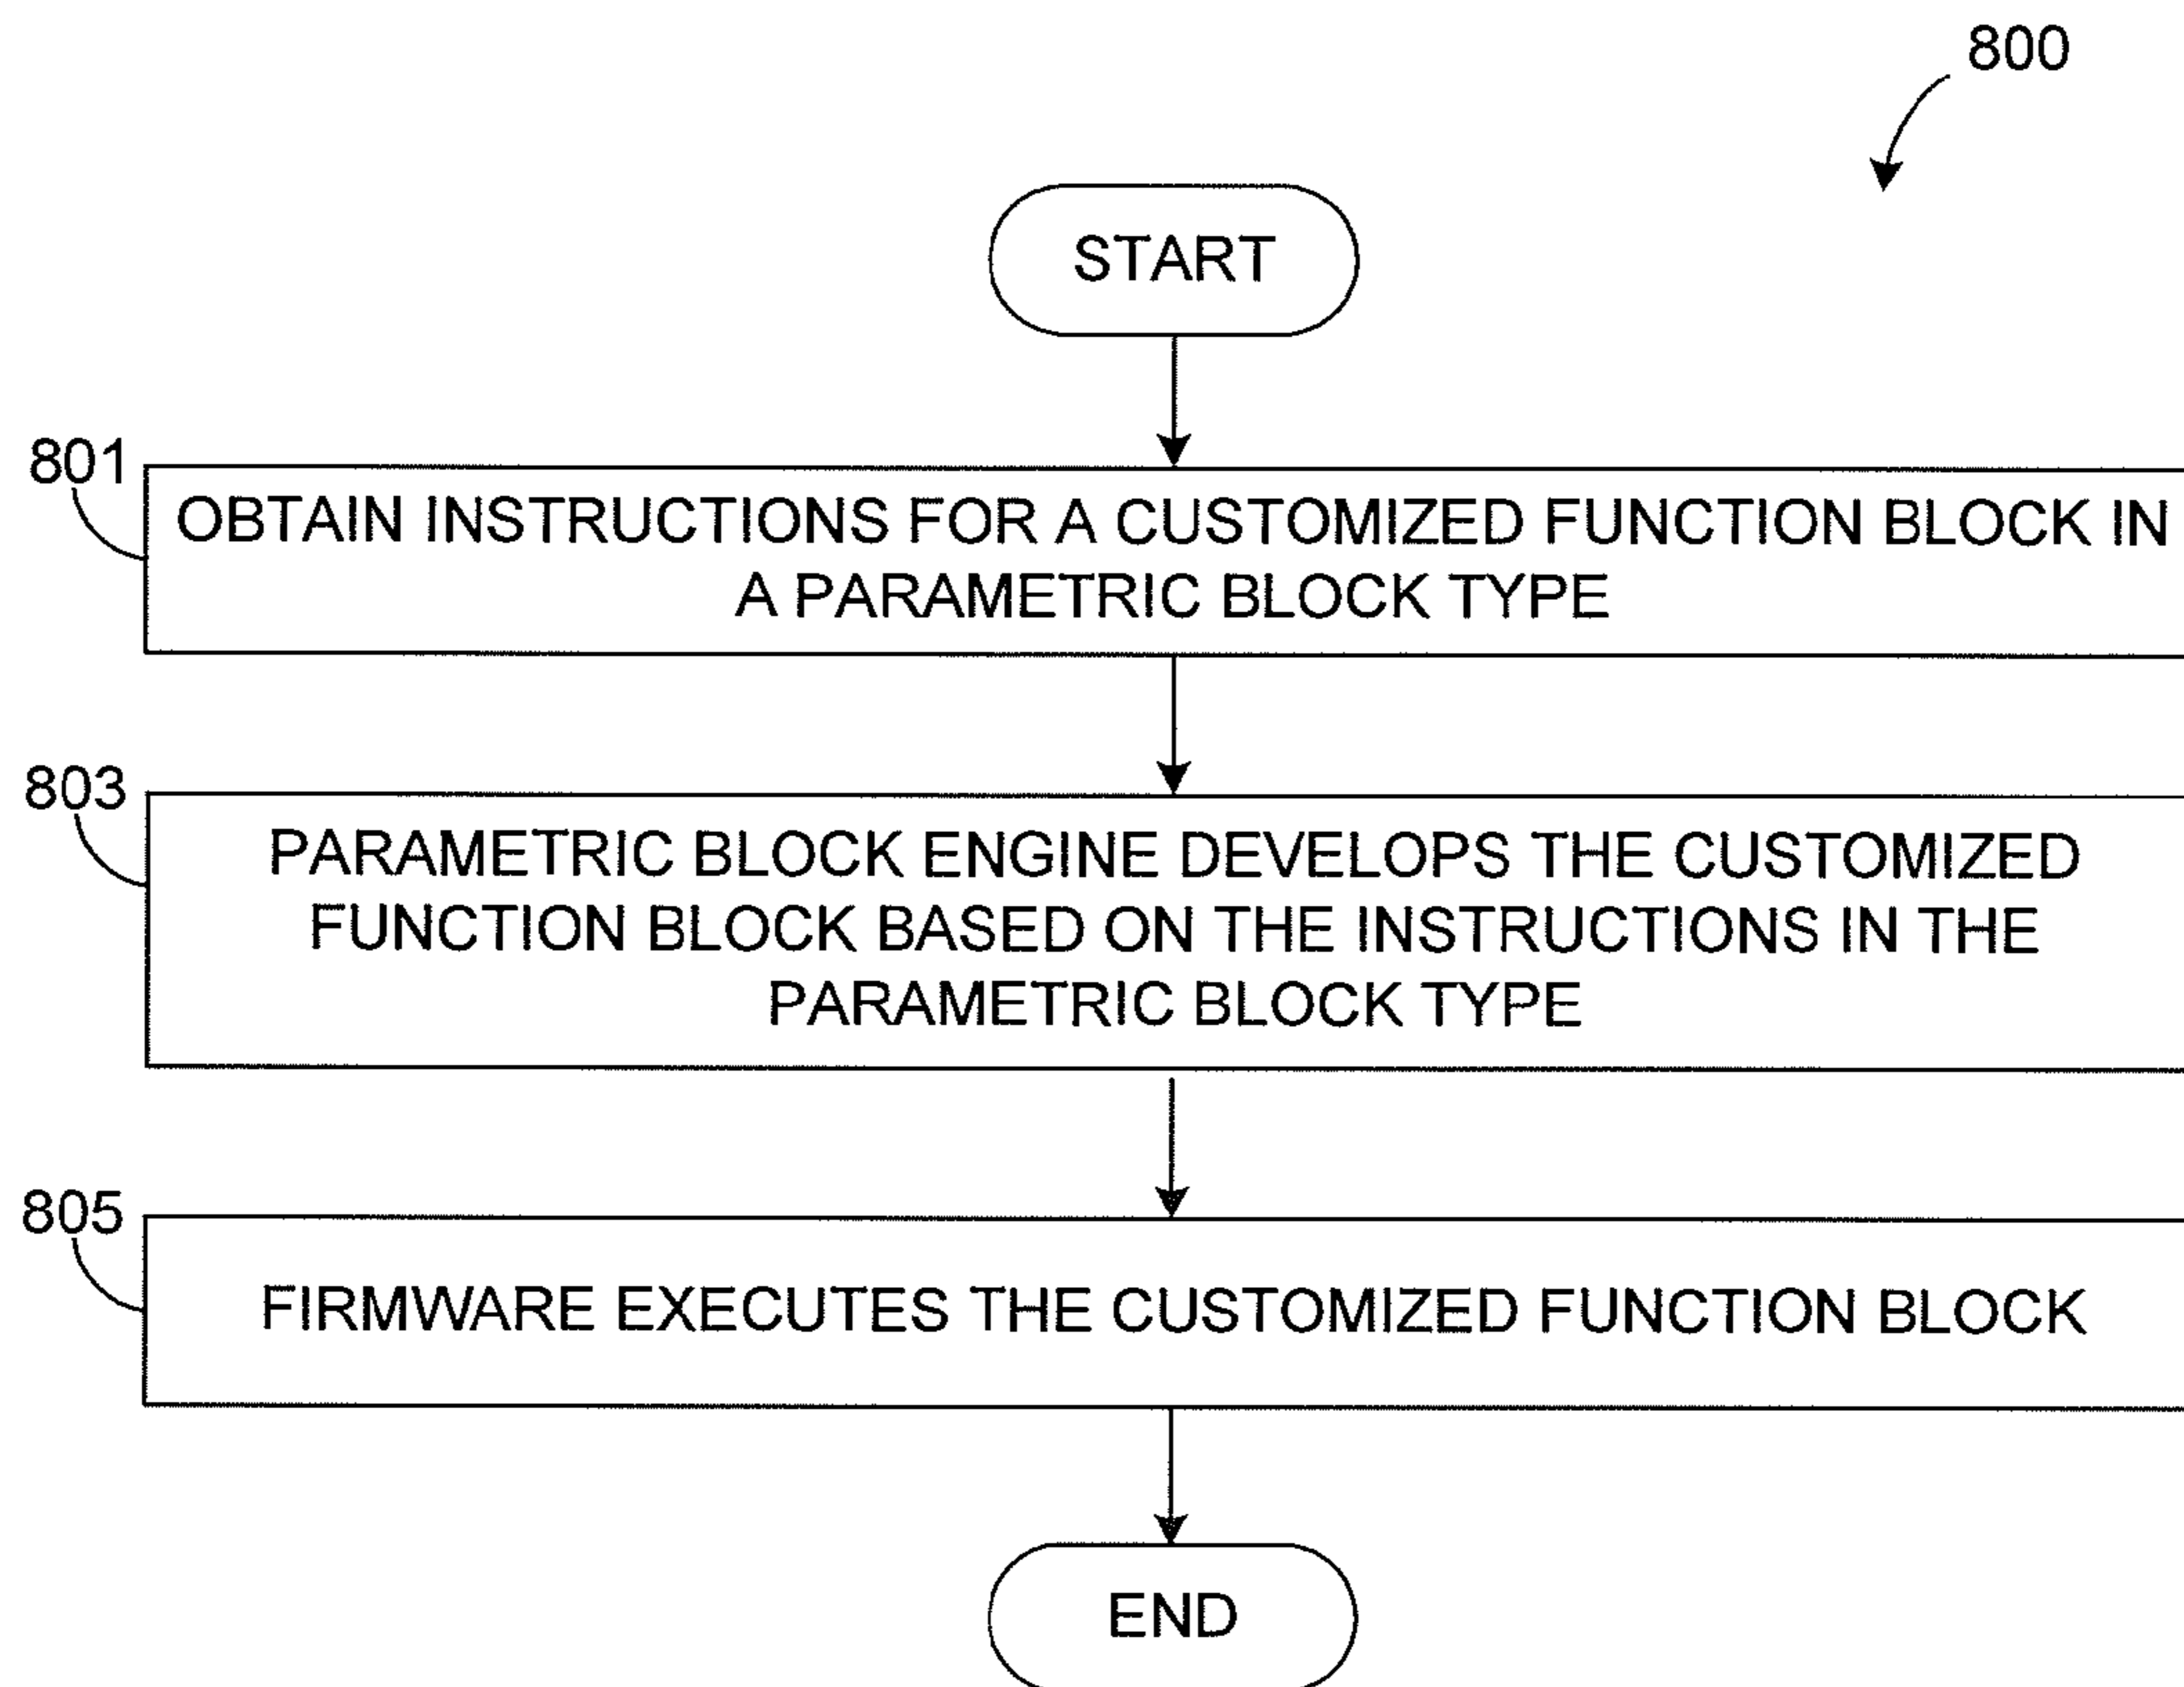 800
START
801
OBTAIN INSTRUCTIONS FOR A CUSTOMIZED FUNCTION BLOCK IN
A PARAMETRIC BLOCK TYPE
803
PARAMETRIC BLOCK ENGINE DEVELOPS THE CUSTOMIZED
FUNCTION BLOCK BASED ON THE INSTRUCTIONS IN THE
PARAMETRIC BLOCK TYPE
805
FIRMWARE EXECUTES THE CUSTOMIZED FUNCTION BLOCK
END